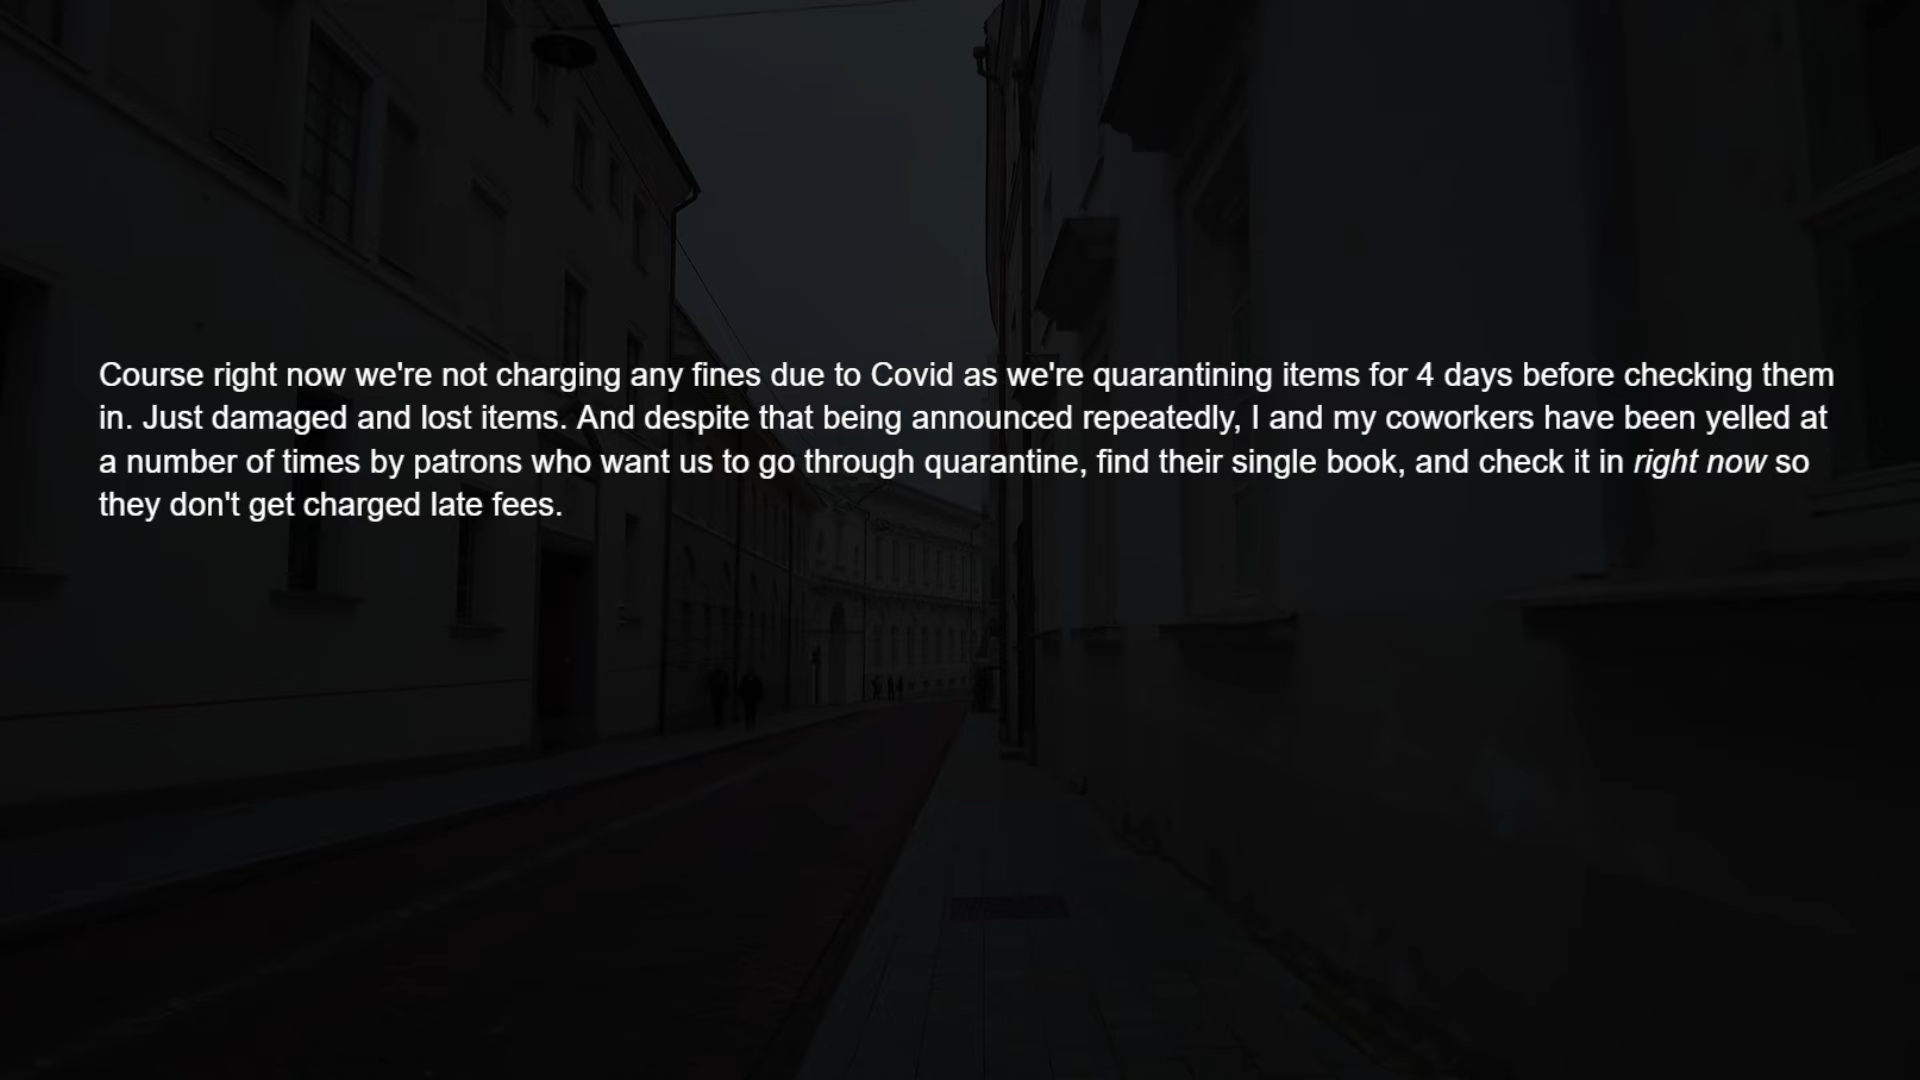 Course right now we're not charging any fines due to Covid as we're quarantining items for 4 days before checking them
in. Just damaged and lost items. And despite that being announced repeatedly, I and my coworkers have been yelled at
a number of times by patrons who want us to go through quarantine, find their single book, and check it in right now so
they don't get charged late fees.